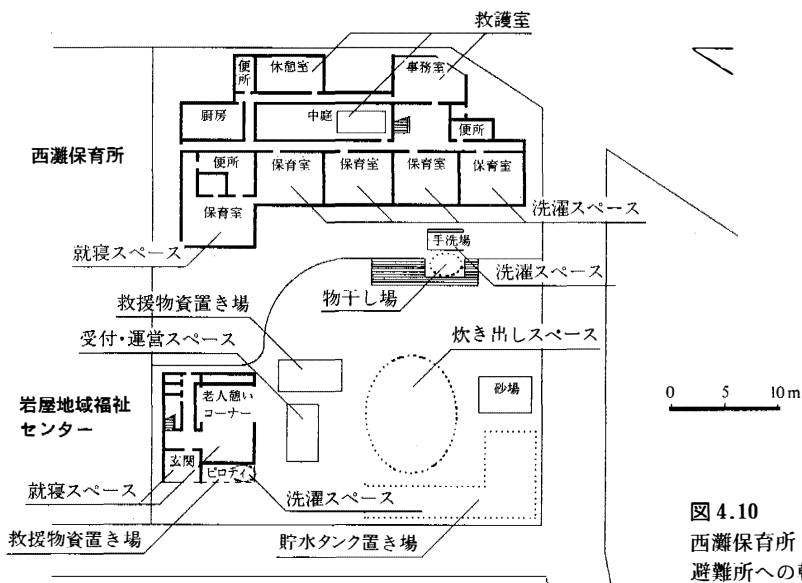 救護室
便所
休憩室
事務室
厨房
中庭
便所
西灘保育所
便所
保育室
保育室
保育室
保育室
保育室
洗濯スペース
就寝スペース
手洗場
洗濯スペース
物干し場
救援物資置き場
受付・運営スペース
炊き出しスペース
岩屋地域福祉
センター
老人憩い
コーナー
砂場
0 5 10m
玄関
ピロティ
就寝スペース
洗濯スペース
救援物資置き場
貯水タンク置き場
図 4.10
西灘保育所
避難所への